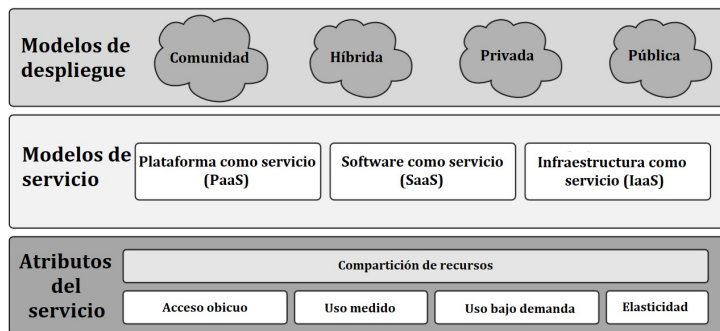 Modelos de
despliegue
Comunidad
Híbrida
Privada
Pública
Modelos de
servicio
Plataforma como servicio
(PaaS)
Software como servicio
(SaaS)
Infraestructura como
servicio (IaaS)
Atributos
del
servicio
Compartición de recursos
Acceso obicuo
Uso medido
Uso bajo demanda
Elasticidad